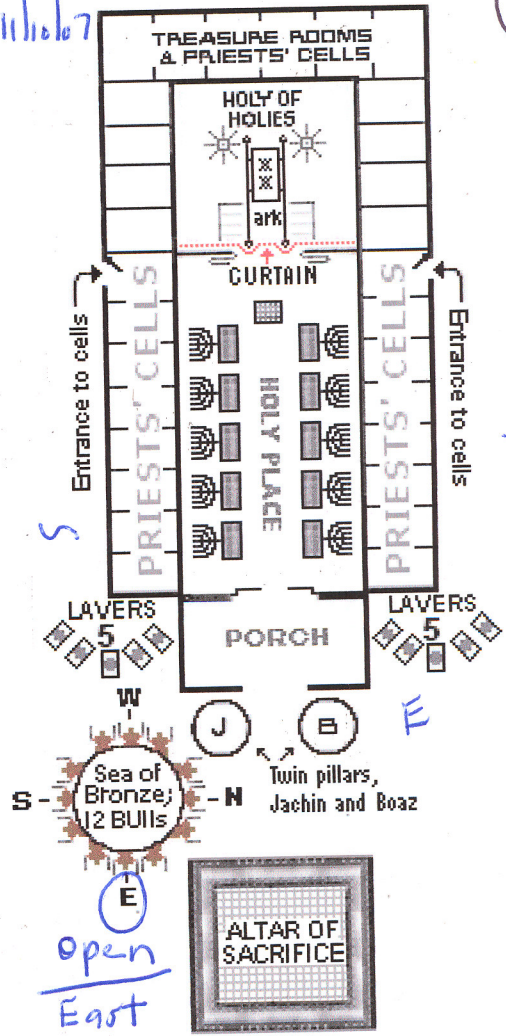 11/10/07
TREASURE ROOMS
& PRIESTS' CELLS
HOLY OF
HOLIES
ark
CURTAIN
Entrance to cells
PRIESTS' CELLS
HOLY PLACE
PRIESTS' CELLS
Entrance to cells
S
LAVERS
5
PORCH
LAVERS
5
E
W
J
B
S
Sea of
Bronze;
12 BUlls
N
Twin pillars,
Jachin and Boaz
E
ALTAR OF
SACRIFICE
Open
East